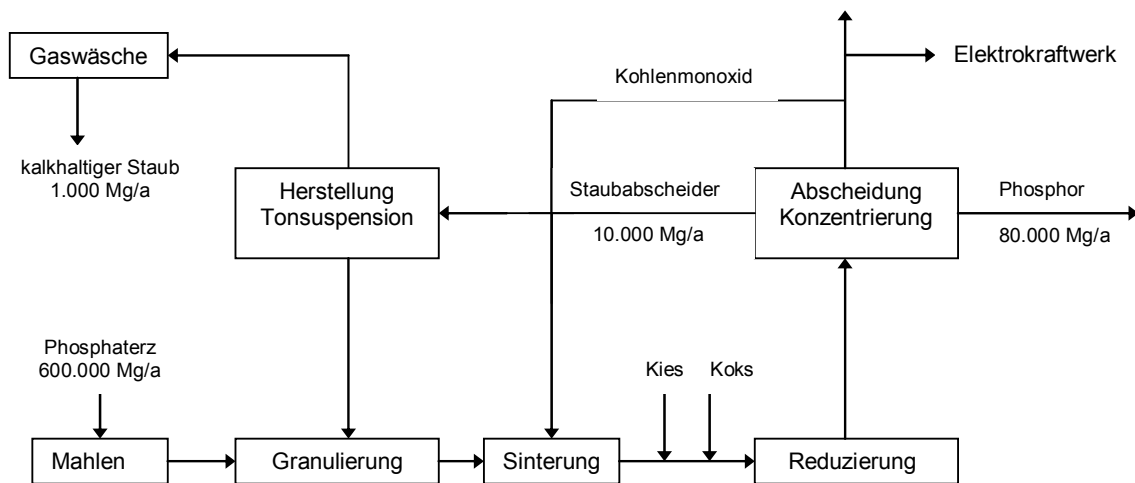 Gaswäsche
Elektrokraftwerk
Kohlenmonoxid
kalkhaltiger Staub
1.000 Mg/a
Herstellung
Tonsuspension
Staubabscheider
10.000 Mg/a
Abscheidung
Konzentrierung
Phosphor
80.000 Mg/a
Phosphaterz
600.000 Mg/a
Kies
Koks
Mahlen
Granulierung
Sinterung
Reduzierung